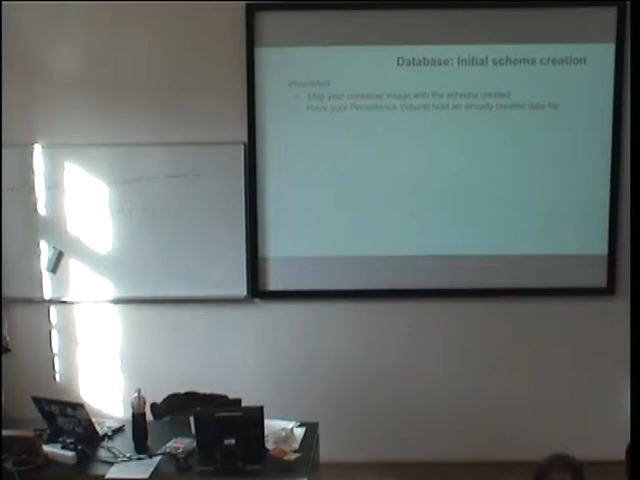 Database: Initial schema creation
Preloaded
Ship your container image with the schema created
Have your Persistence Volume hold an already created data file